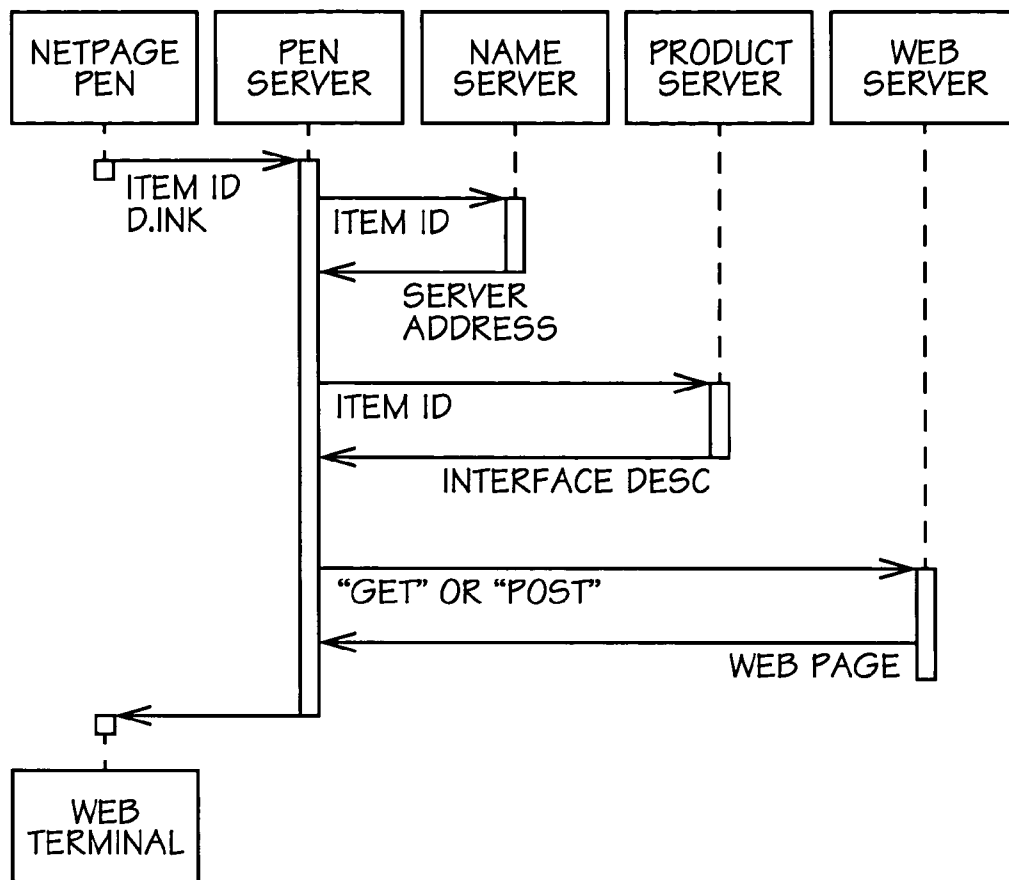 NETPAGE
PEN
PEN
SERVER
NAME
SERVER
PRODUCT
SERVER
WEB
SERVER
ITEM ID
D.INK
ITEM ID
SERVER
ADDRESS
ITEM ID
INTERFACE DESC
“GET” OR “POST”
WEB PAGE
WEB
TERMINAL